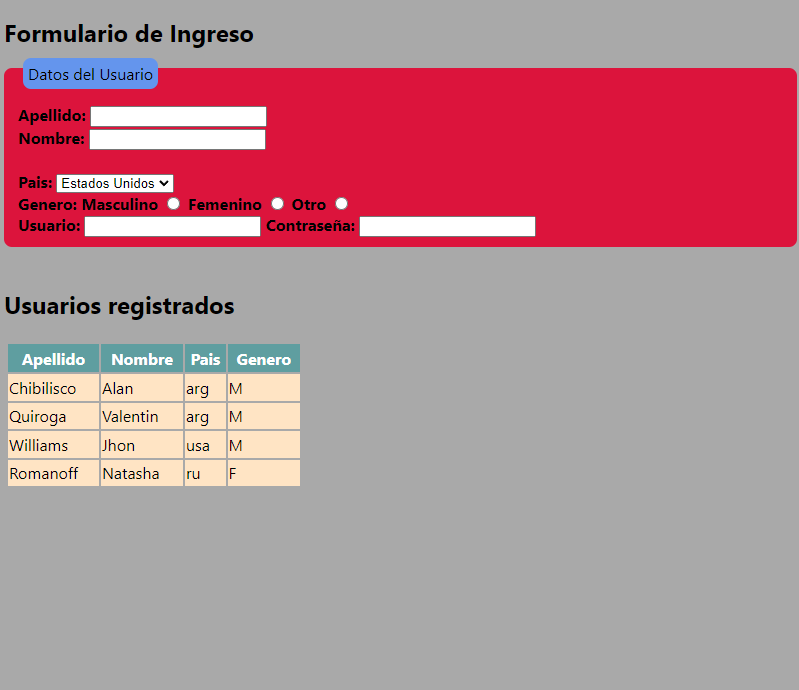 Formulario de Ingreso
Datos del Usuario
Apellido:
Nombre:
Pais: Estados Unidos
Genero: Masculino Femenino Otro
Usuario: Contraseña:
Usuarios registrados
Apellido Nombre Pais Genero
Chibilisco Alan arg M
Quiroga Valentin arg M
Williams Jhon usa M
Romanoff Natasha ru F